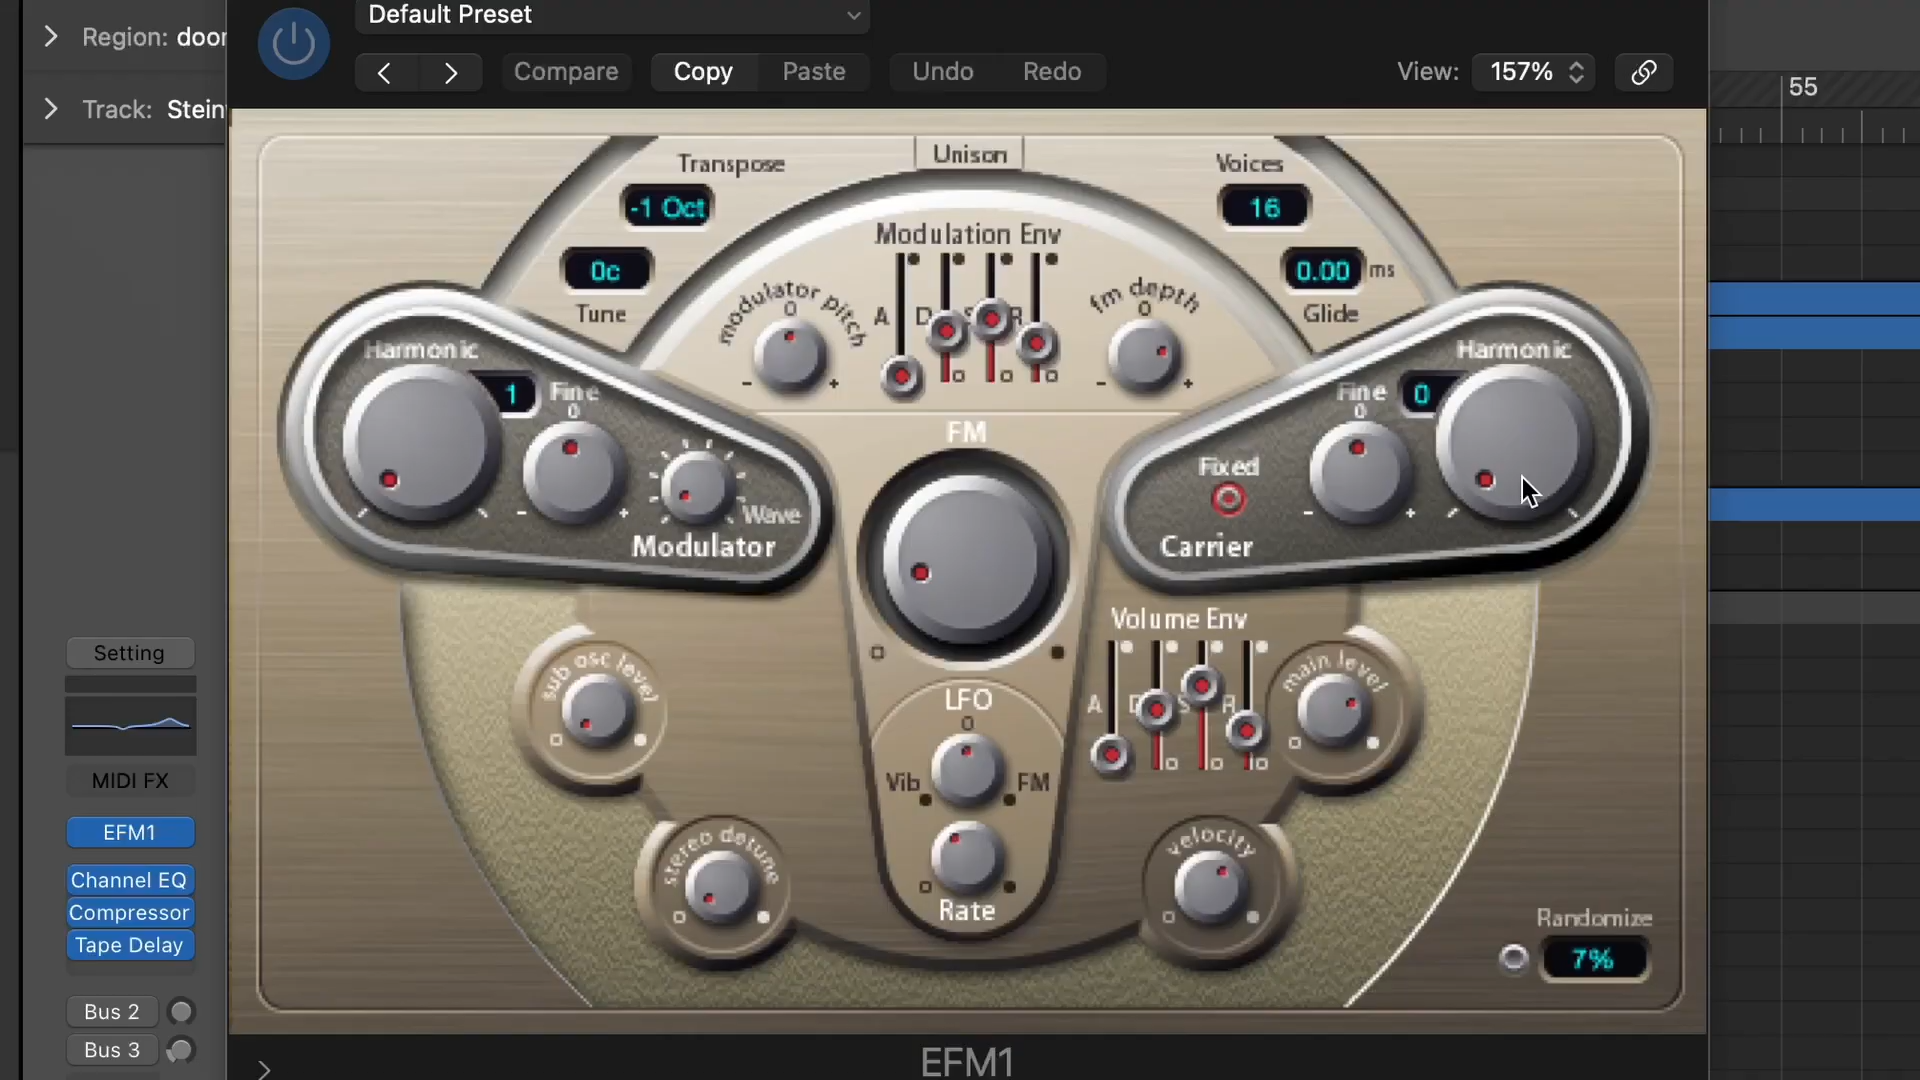 Default Preset
Region: door
Compare
Copy
Paste
Undo
Redo
View:
157%
Track: Stein
55
Transpose
-1 Oct
Unison
Voices
16
Modulation Env
A
D
S
R
0c
Tune
modulator pitch
0
- +
fm depth
0
- +
0.00 ms
Glide
Harmonic
1
Fine
0
- +
Wave
Modulator
FM
Harmonic
0
Fine
0
- +
Fixed
Carrier
Volume Env
A
D
S
R
sub osc level
main level
LFO
0
Vib
FM
Rate
stereo detune
velocity
Randomize
7%
Setting
MIDI FX
EFM1
Channel EQ
Compressor
Tape Delay
Bus 2
Bus 3
EFM1